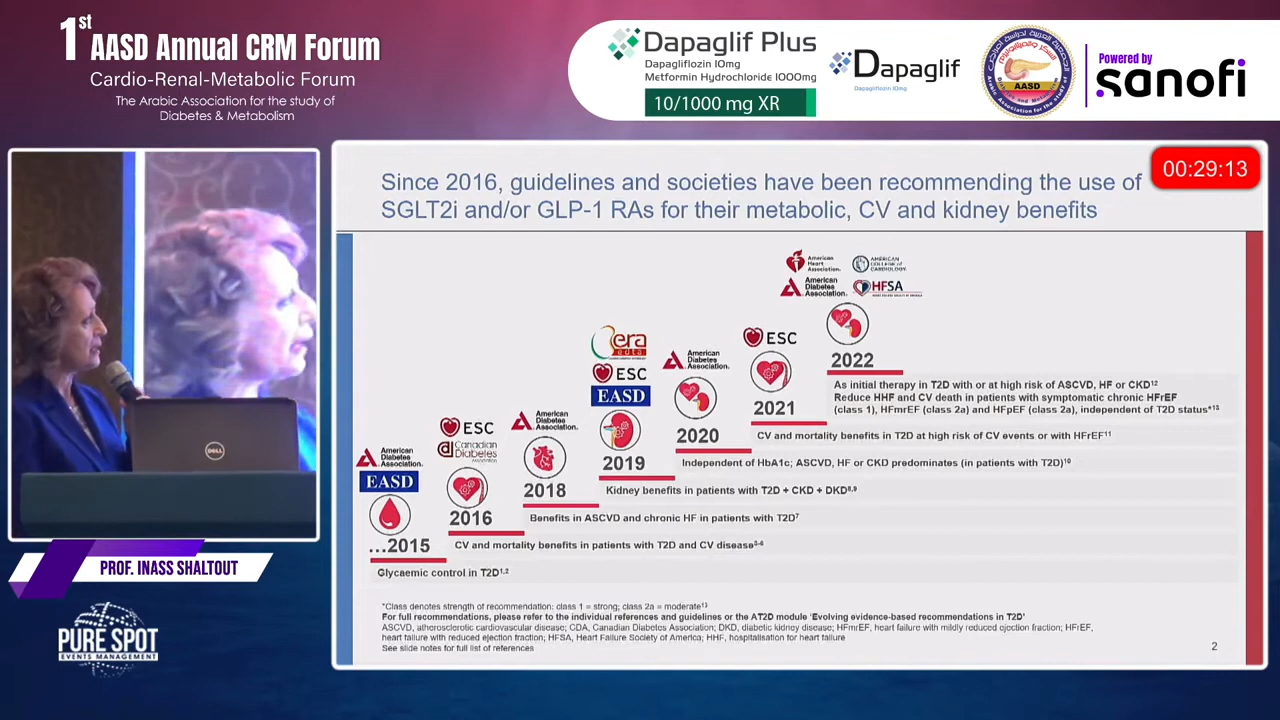 1st
AASD Annual CRM Forum
Cardio-Renal-Metabolic Forum
The Arabic Association for the study of
Diabetes & Metabolism
Dapaglif Plus
Dapagliflozin 10mg
Metformin Hydrochloride 1000mg
10/1000 mg XR
Dapaglif
Dapagliflozin 10mg
AASD
Powered by
sanofi
00:29:13
Since 2016, guidelines and societies have been recommending the use of
SGLT2i and/or GLP-1 RAs for their metabolic, CV and kidney benefits
American Heart Association.
AMERICAN COLLEGE of CARDIOLOGY
American Diabetes Association.
HFSA
2022
As initial therapy in T2D with or at high risk of ASCVD, HF or CKD¹²
Reduce HHF and CV death in patients with symptomatic chronic HFrEF
(class 1), HFmrEF (class 2a) and HFpEF (class 2a), independent of T2D status*¹³
ESC
2021
CV and mortality benefits in T2D at high risk of CV events or with HFrEF¹¹
American Diabetes Association.
2020
Independent of HbA1c; ASCVD, HF or CKD predominates (in patients with T2D)¹⁰
era
edta
ESC
EASD
2019
Kidney benefits in patients with T2D + CKD + DKD⁸,⁹
American Diabetes Association.
2018
Benefits in ASCVD and chronic HF in patients with T2D⁷
ESC
Canadian Diabetes Association
2016
CV and mortality benefits in patients with T2D and CV disease³⁻⁶
American Diabetes Association.
EASD
...2015
Glycaemic control in T2D¹,²
*Class denotes strength of recommendation: class 1 = strong; class 2a = moderate¹³
For full recommendations, please refer to the individual references and guidelines or the AT2D module ‘Evolving evidence-based recommendations in T2D’
ASCVD, atherosclerotic cardiovascular disease; CDA, Canadian Diabetes Association; DKD, diabetic kidney disease; HFmrEF, heart failure with mildly reduced ejection fraction; HFrEF,
heart failure with reduced ejection fraction; HFSA, Heart Failure Society of America; HHF, hospitalisation for heart failure
See slide notes for full list of references
2
DELL
PROF. INASS SHALTOUT
PURE SPOT
EVENTS MANAGEMENT